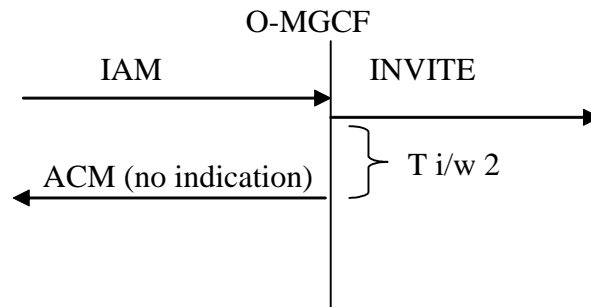 O-MGCF
IAM
INVITE
T i/w 2
ACM (no indication)